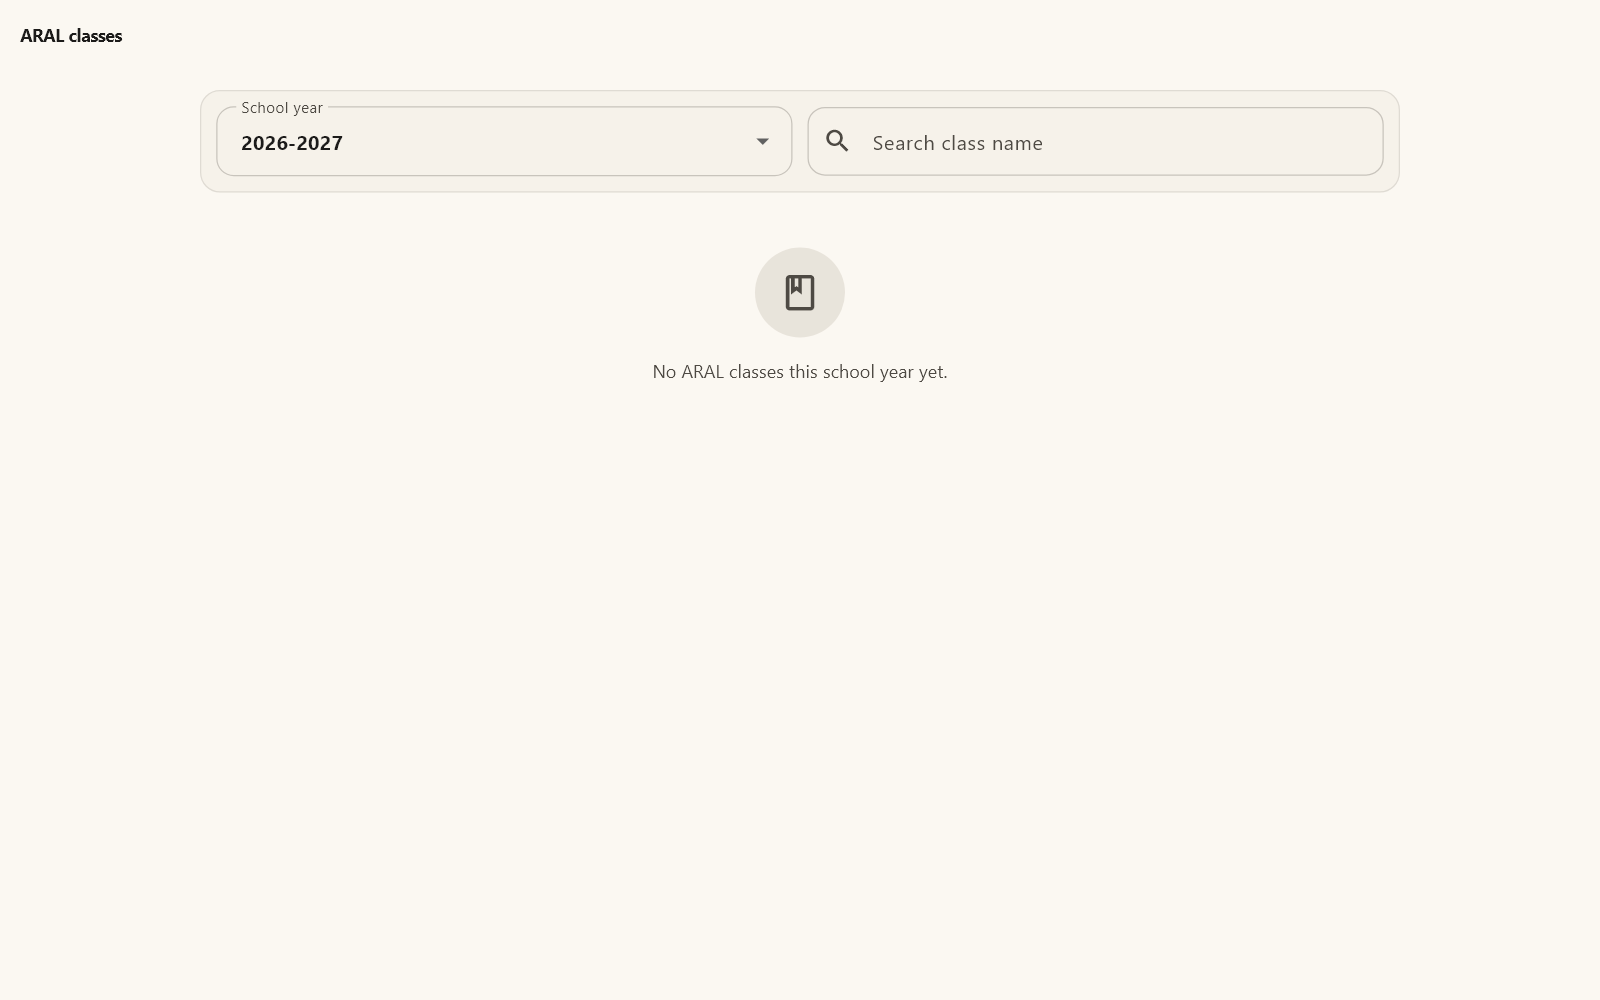 ARAL classes
School year
2026-2027
Search class name
No ARAL classes this school year yet.